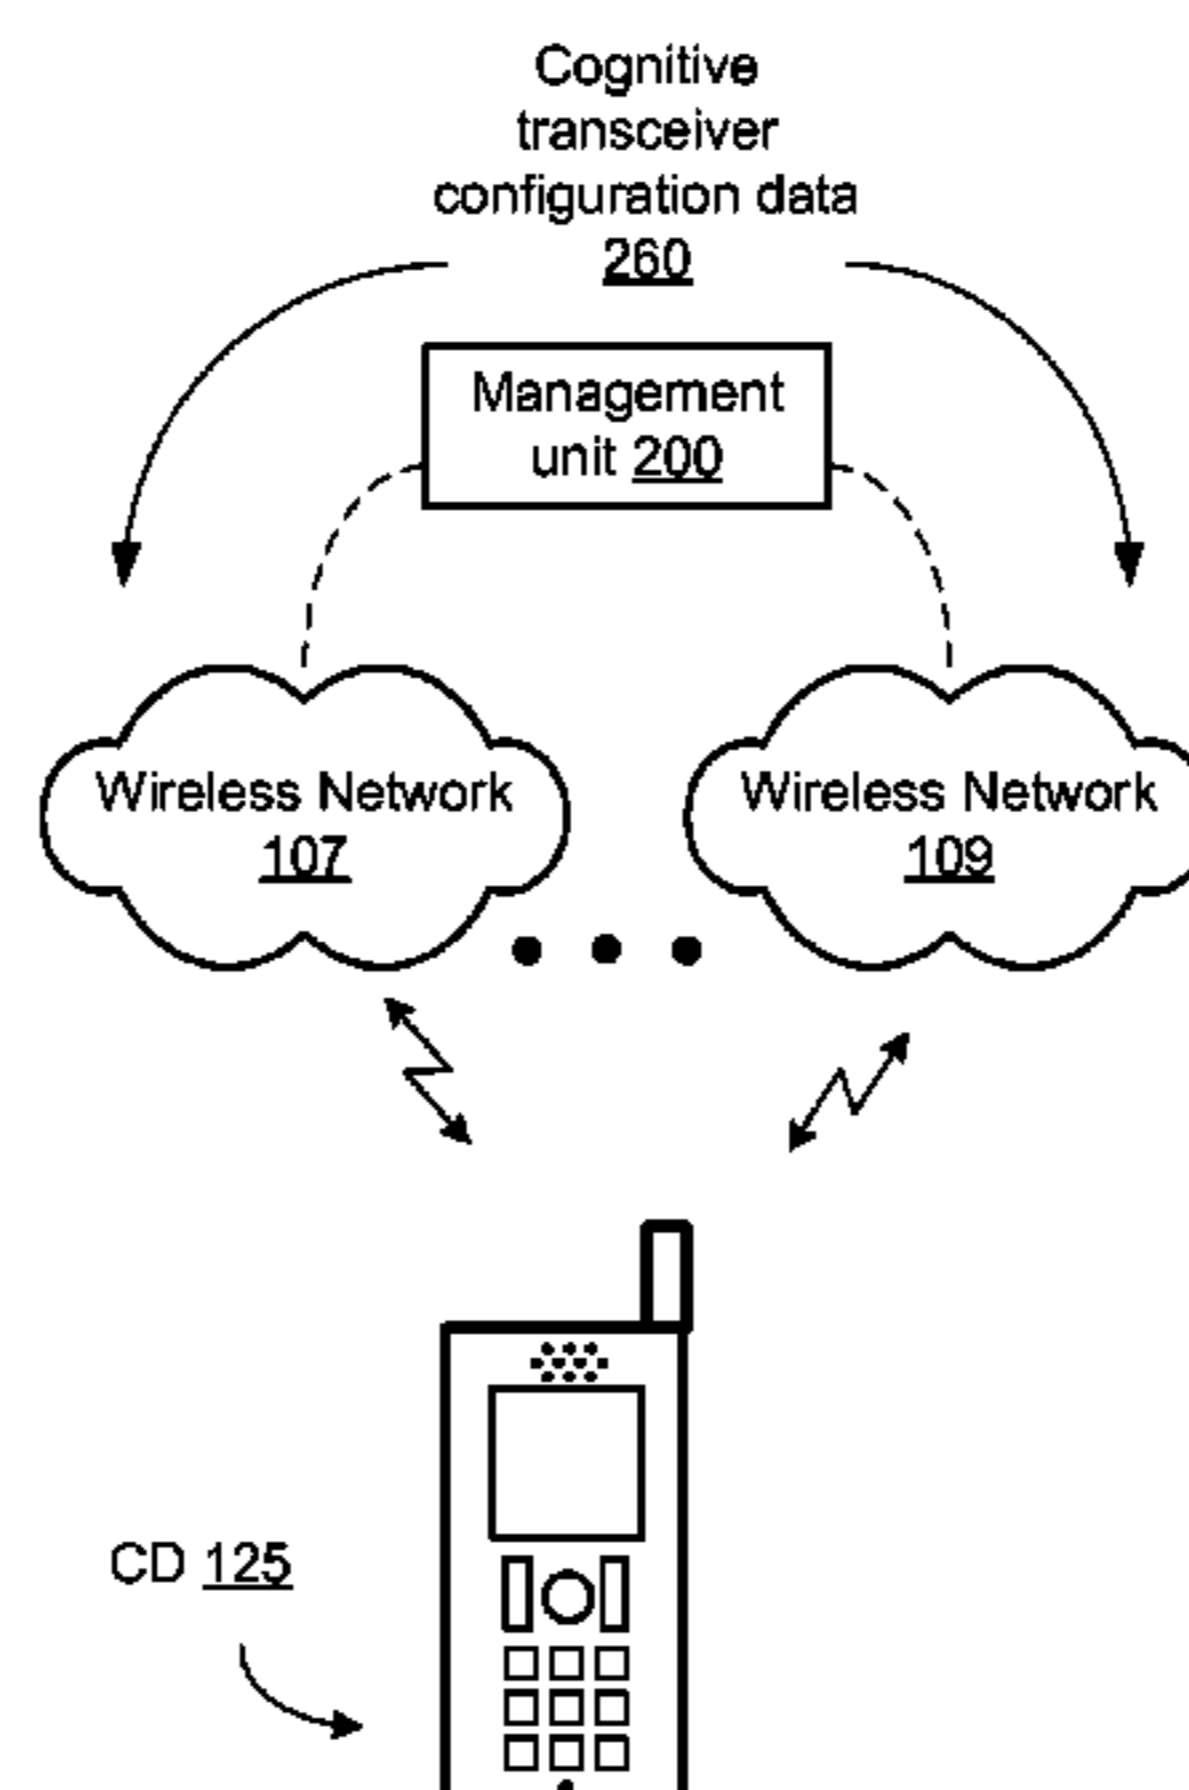 Cognitive
transceiver
configuration data
260
Management
unit 200
Wireless Network
107
Wireless Network
109
CD 125